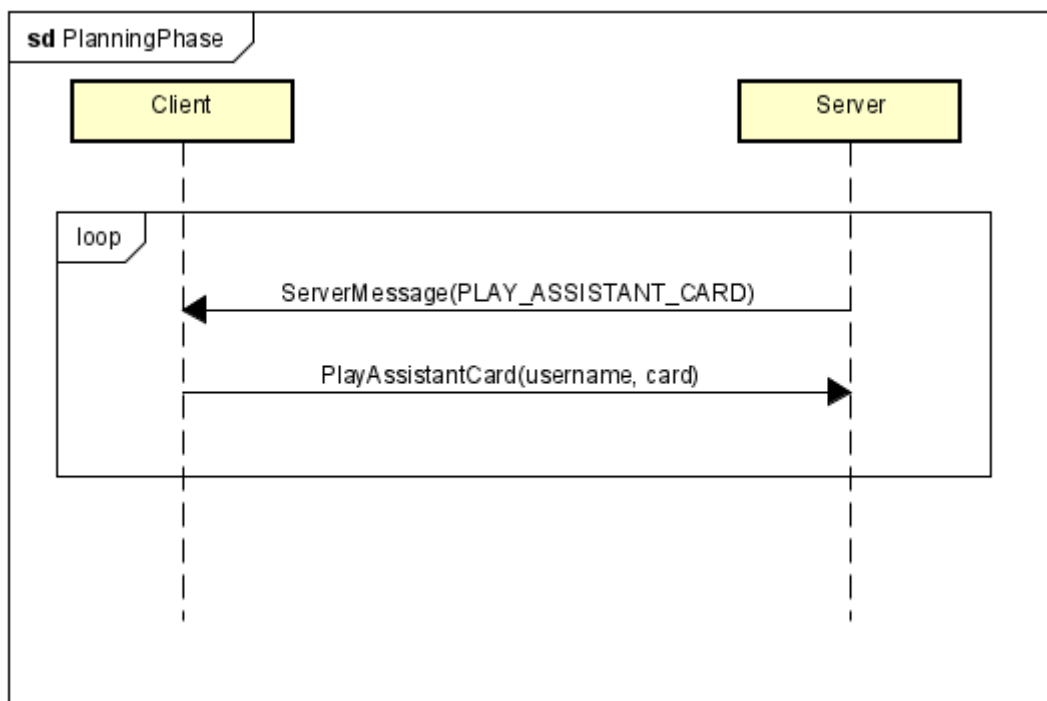 sd PlanningPhase
Client
Server
loop
ServerMessage(PLAY_ASSISTANT_CARD)
PlayAssistantCard(username, card)